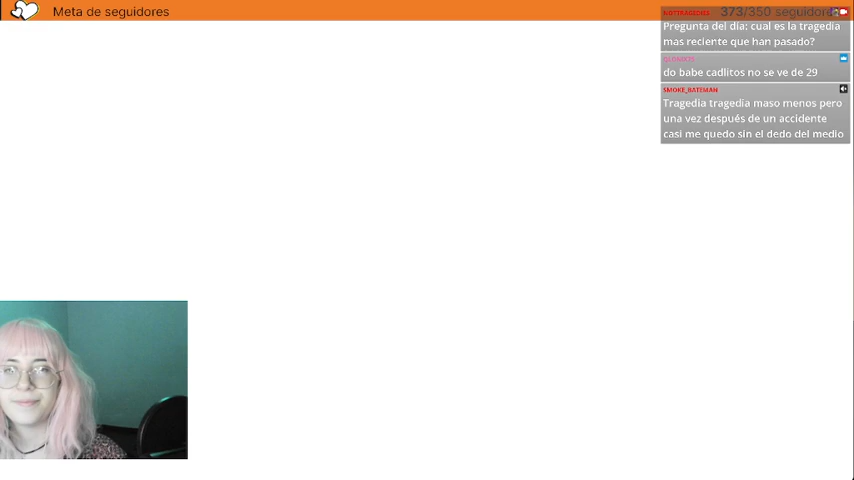 Meta de seguidores
373/350 seguidores
NOTTRAGEDIES
Pregunta del día: cual es la tragedia
mas reciente que han pasado?
do babe cadlitos no se ve de 29
SMOKE_BATEMAN
Tragedia tragedia maso menos pero
una vez después de un accidente
casi me quedo sin el dedo del medio